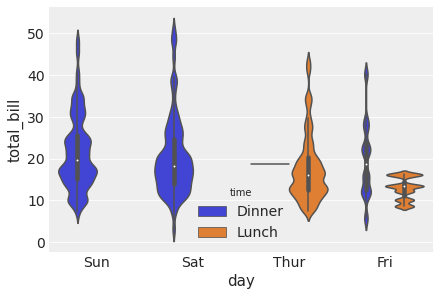 50
40
30
20
10
0
total_bill
time
Dinner
Lunch
Sun Sat Thur Fri
day